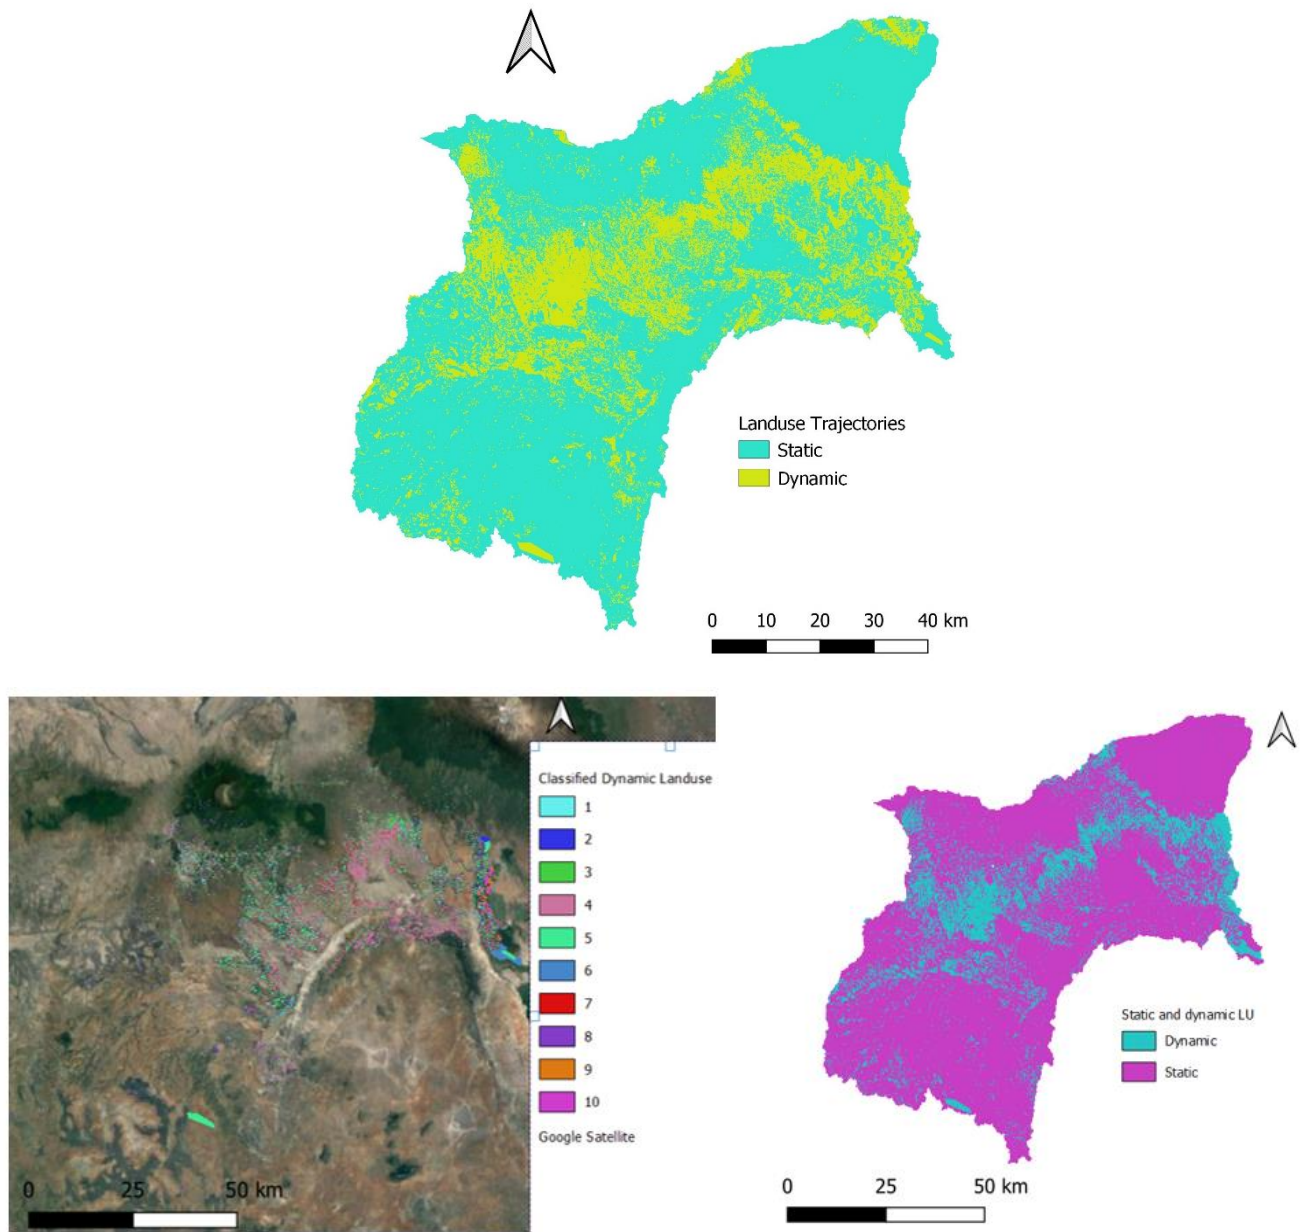 Landuse Trajectories
Static
Dynamic
0 10 20 30 40 km
Classified Dynamic Landuse
1
2
3
4
5
6
7
8
9
10
Google Satellite
0 25 50 km
Static and dynamic LU
Dynamic
Static
0 25 50 km